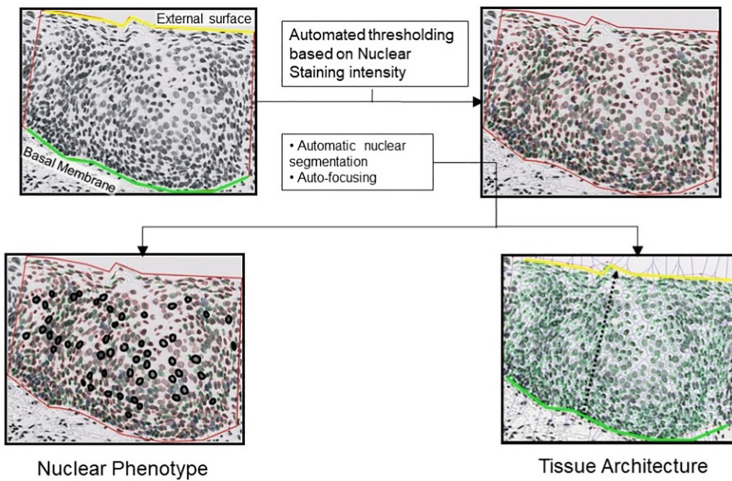 External surface
Basal Membrane
Automated thresholding
based on Nuclear
Staining intensity
• Automatic nuclear
segmentation
• Auto-focusing
Nuclear Phenotype
Tissue Architecture